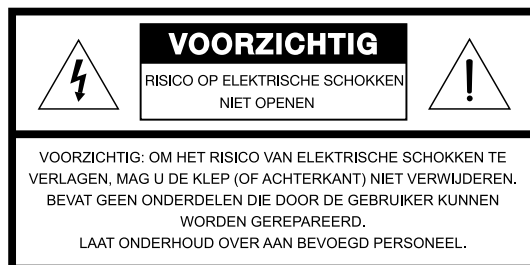 VOORZICHTIG
RISICO OP ELEKTRISCHE SCHOKKEN
NIET OPENEN
VOORZICHTIG: OM HET RISICO VAN ELEKTRISCHE SCHOKKEN TE
VERLAGEN, MAG U DE KLEP (OF ACHTERKANT) NIET VERWIJDEREN.
BEVAT GEEN ONDERDELEN DIE DOOR DE GEBRUIKER KUNNEN
WORDEN GEREPAREERD.
LAAT ONDERHOUD OVER AAN BEVOEGD PERSONEEL.